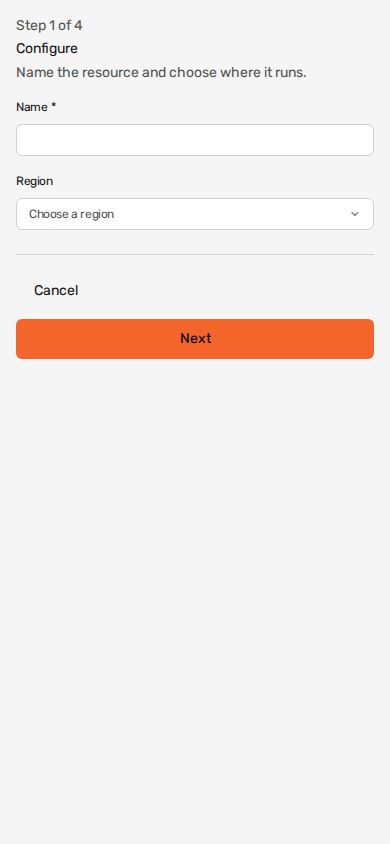 Step 1 of 4
Configure
Name the resource and choose where it runs.
Name *
Region
Choose a region
Cancel
Next